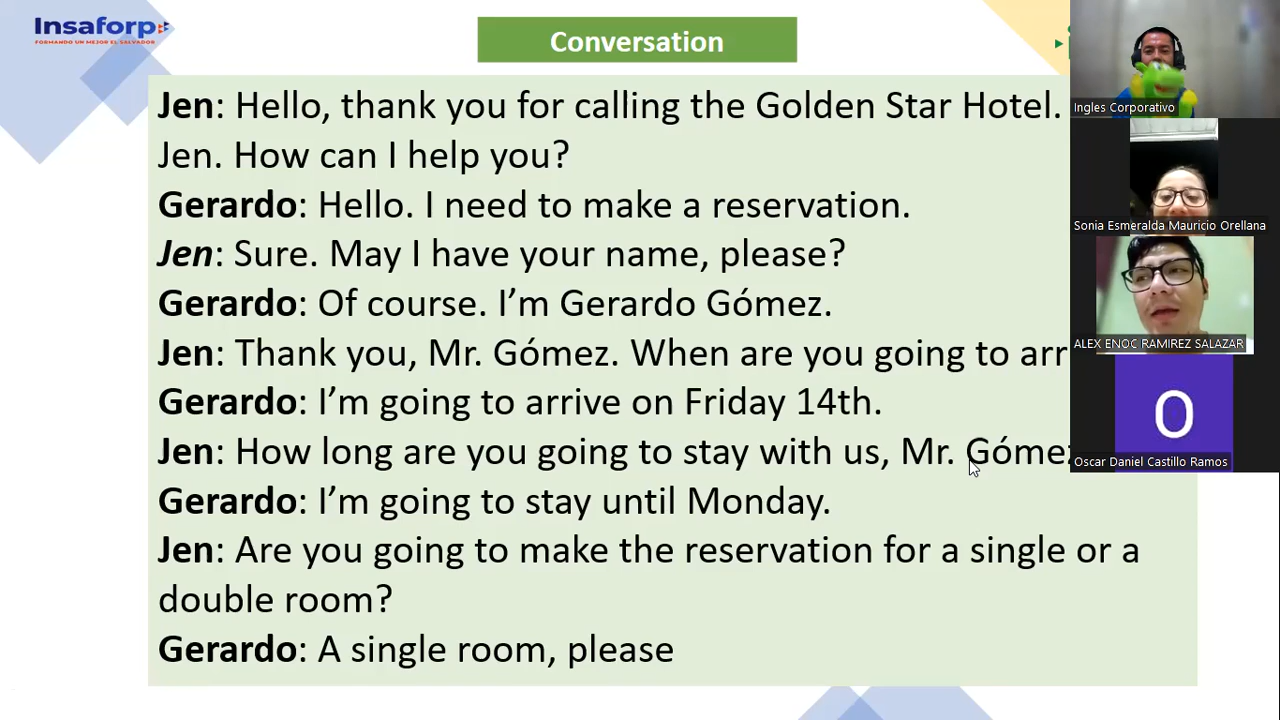 Insaforp
FORMANDO UN MEJOR EL SALVADOR
Conversation
Jen: Hello, thank you for calling the Golden Star Hotel.
Jen. How can I help you?
Gerardo: Hello. I need to make a reservation.
Jen: Sure. May I have your name, please?
Gerardo: Of course. I’m Gerardo Gómez.
Jen: Thank you, Mr. Gómez. When are you going to arr
Gerardo: I’m going to arrive on Friday 14th.
Jen: How long are you going to stay with us, Mr. Gómez
Gerardo: I’m going to stay until Monday.
Jen: Are you going to make the reservation for a single or a
double room?
Gerardo: A single room, please
Ingles Corporativo
Sonia Esmeralda Mauricio Orellana
ALEX ENOC RAMIREZ SALAZAR
O
Oscar Daniel Castillo Ramos